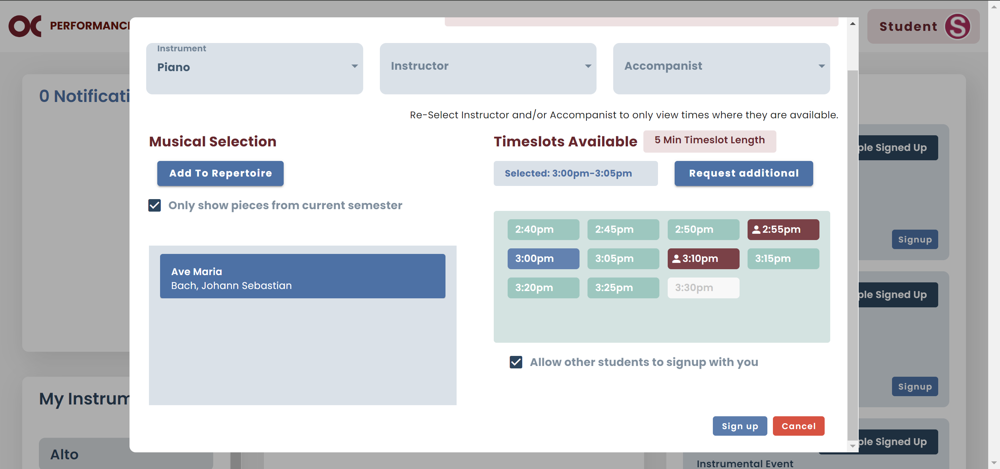 OC PERFORMANC
Student S
Instrument
Piano
Instructor
Accompanist
0 Notificati
Re-Select Instructor and/or Accompanist to only view times where they are available.
Musical Selection
Timeslots Available
5 Min Timeslot Length
ple Signed Up
Add To Repertoire
Selected: 3:00pm-3:05pm
Request additional
Only show pieces from current semester
2:40pm
2:45pm
2:50pm
2:55pm
Signup
3:00pm
3:05pm
3:10pm
3:15pm
Ave Maria
Bach, Johann Sebastian
3:20pm
3:25pm
3:30pm
ple Signed Up
Allow other students to signup with you
Signup
My Instrum
Sign up
Cancel
ple Signed Up
Alto
Instrumental Event